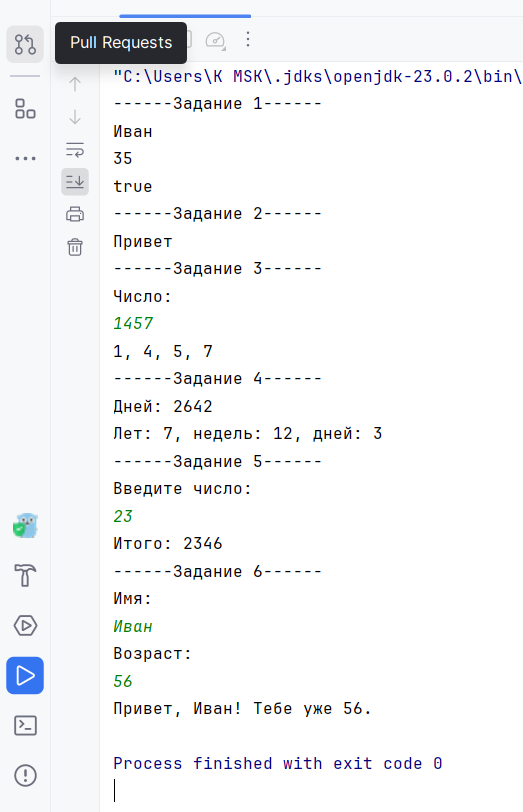 Pull Requests
"C:\Users\K MSK\.jdks\openjdk-23.0.2\bin\
------Задание 1------
Иван
35
true
------Задание 2------
Привет
------Задание 3------
Число:
1457
1, 4, 5, 7
------Задание 4------
Дней: 2642
Лет: 7, недель: 12, дней: 3
------Задание 5------
Введите число:
23
Итого: 2346
------Задание 6------
Имя:
Иван
Возраст:
56
Привет, Иван! Тебе уже 56.
Process finished with exit code 0